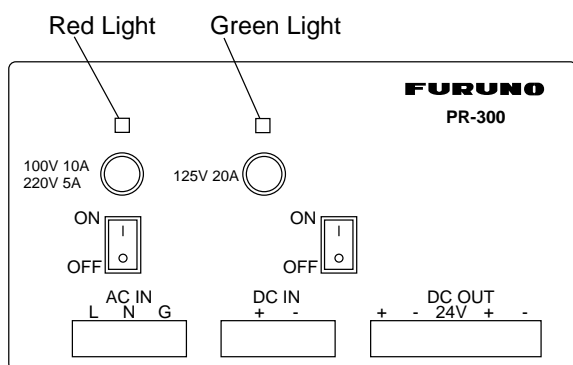 Red Light Green Light
FURUNO
PR-300
100V 10A
220V 5A
125V 20A
ON ON
OFF OFF
AC IN DC IN DC OUT
L N G + - + - 24V + -